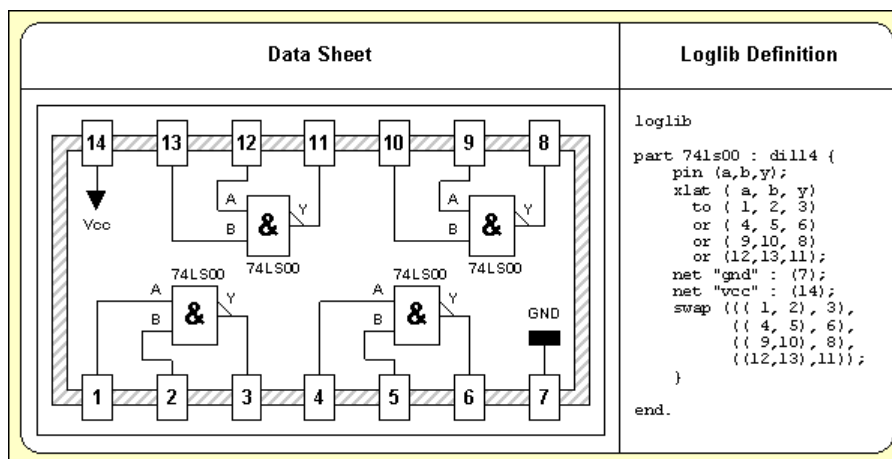 Data Sheet
Loglib Definition
14 13 12 11 10 9 8
Vcc
A
B
Y
&
74LS00
A
B
Y
&
74LS00
74LS00
A
B
Y
&
74LS00
A
B
Y
&
GND
1 2 3 4 5 6 7
loglib
part 74ls00 : dil14 {
pin (a,b,y);
xlat ( a, b, y)
to ( 1, 2, 3)
or ( 4, 5, 6)
or ( 9,10, 8)
or (12,13,11);
net "gnd" : (7);
net "vcc" : (14);
swap ((( 1, 2), 3),
(( 4, 5), 6),
(( 9,10), 8),
((12,13),11));
}
end.